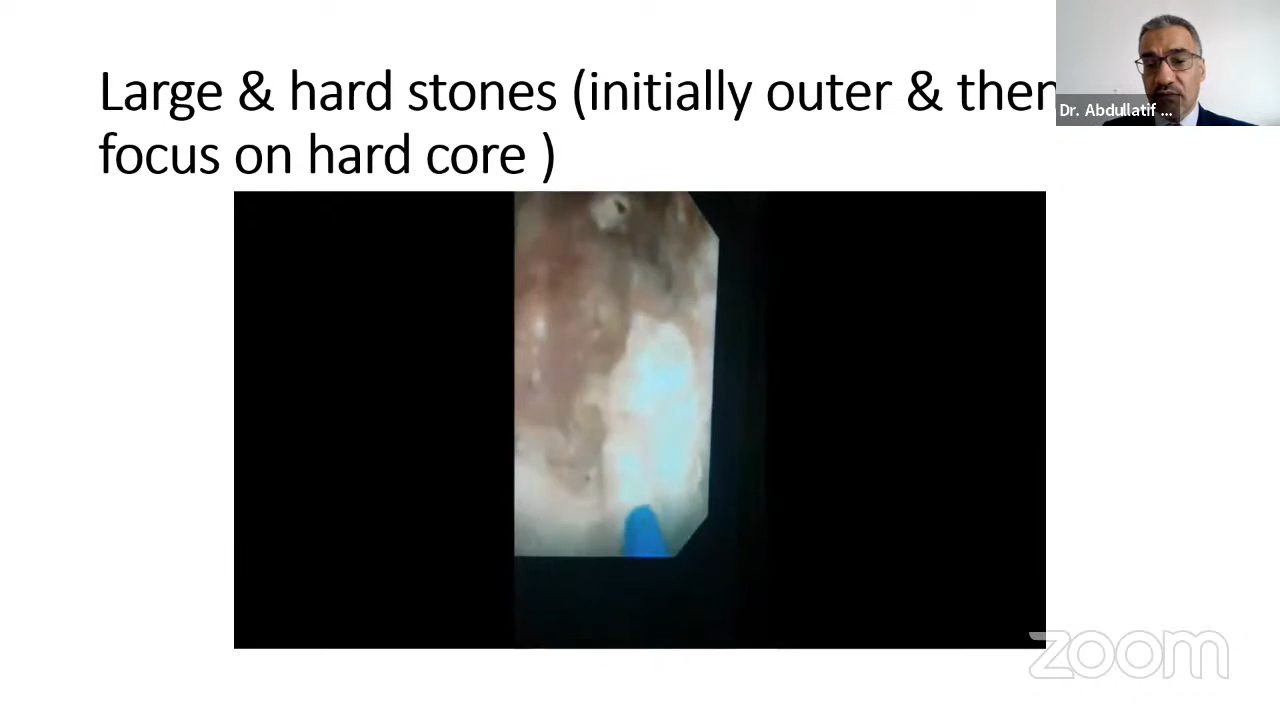 Large & hard stones (initially outer & then
focus on hard core )
Dr. Abdullatif ...
zoom